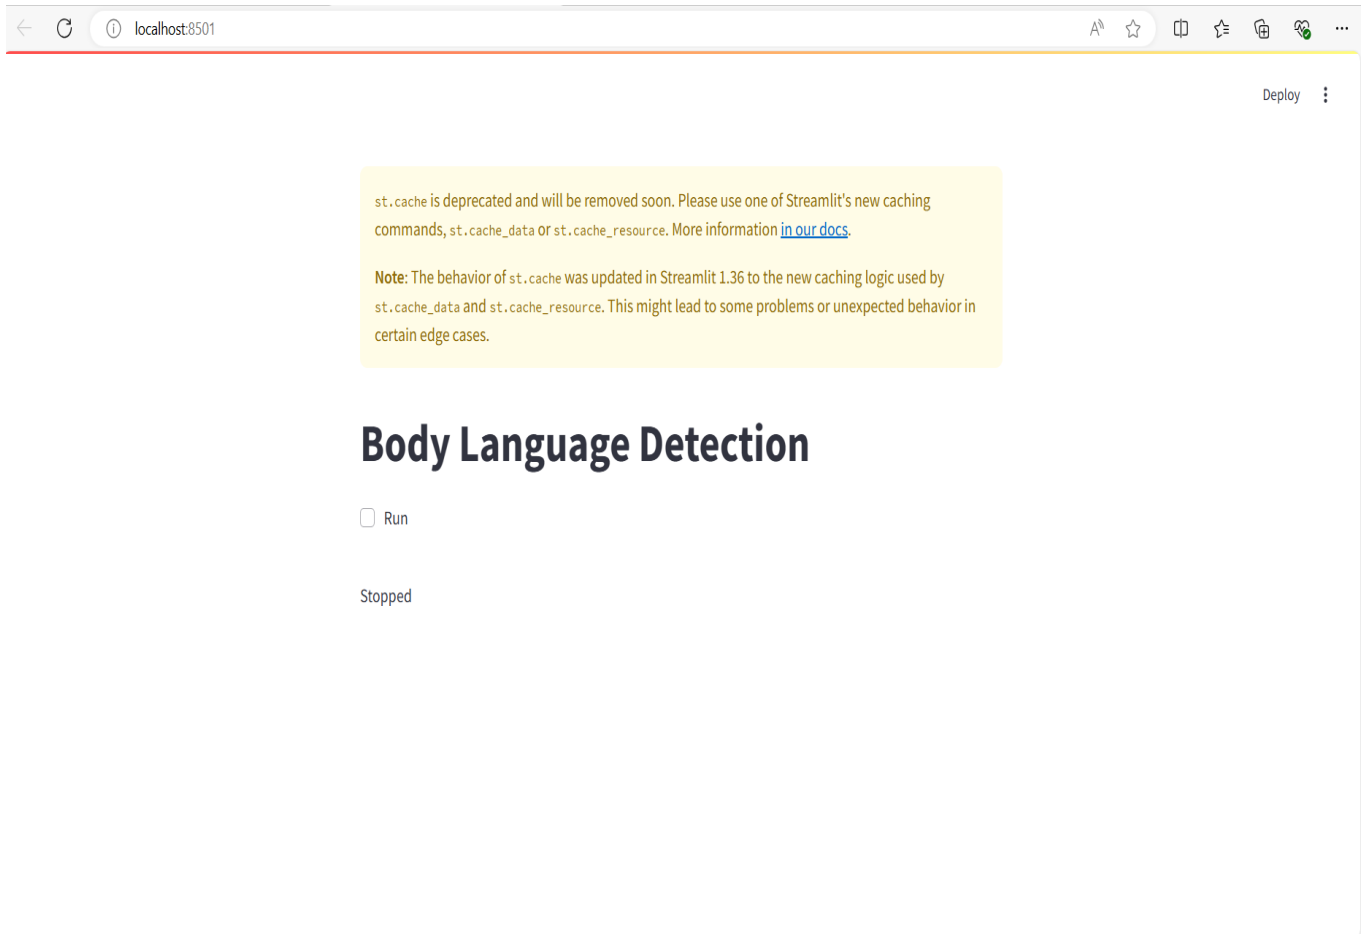 localhost:8501
Deploy
st.cache is deprecated and will be removed soon. Please use one of Streamlit's new caching
commands, st.cache_data or st.cache_resource. More information in our docs.
Note: The behavior of st.cache was updated in Streamlit 1.36 to the new caching logic used by
st.cache_data and st.cache_resource. This might lead to some problems or unexpected behavior in
certain edge cases.
Body Language Detection
Run
Stopped